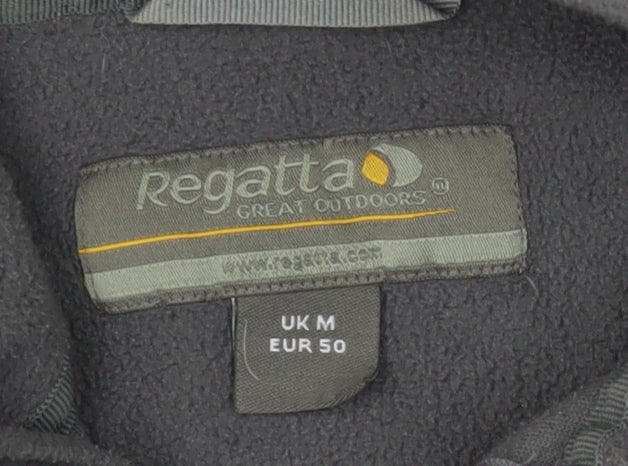 Regatta
GREAT OUTDOORS
www.regatta.com
UK M
EUR 50